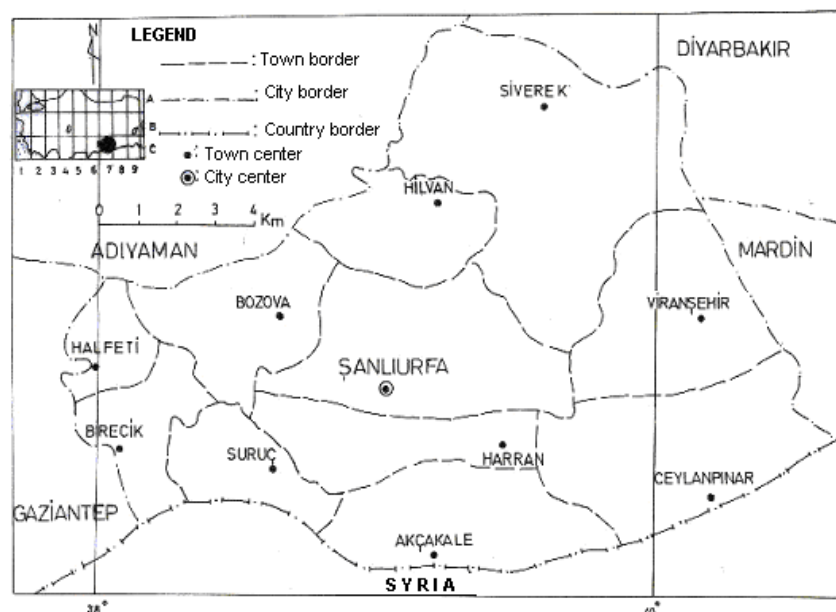 N
LEGEND
: Town border
: City border
: Country border
: Town center
: City center
A
B
C
1 2 3 4 5 6 7 8 9
0 1 2 3 4
Km
DİYARBAKIR
SİVEREK
HİLVAN
ADIYAMAN
MARDİN
BOZOVA
VİRANŞEHİR
HALFETİ
ŞANLIURFA
BİRECİK
SURUÇ
HARRAN
CEYLANPINAR
GAZİANTEP
AKÇAKALE
SYRIA
38°